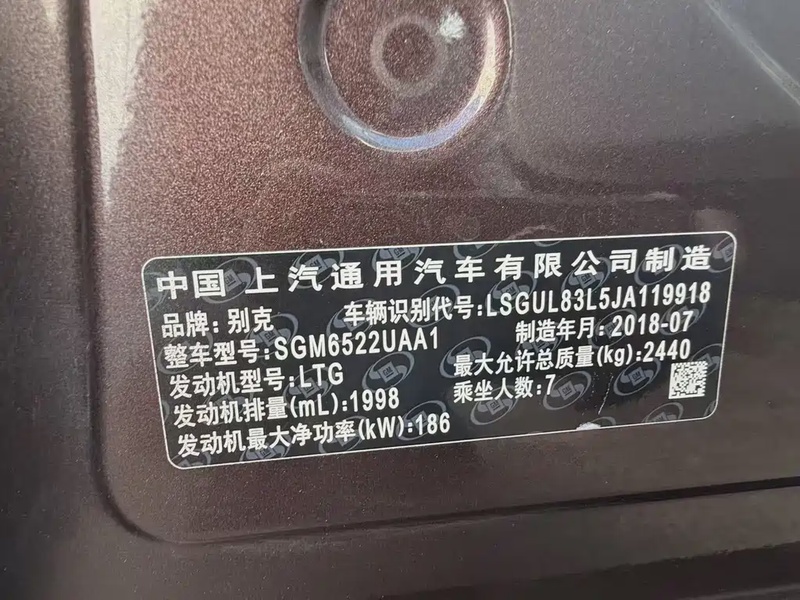 中国 上汽通用汽车有限公司制造
品牌:别克 车辆识别代号:LSGUL83L5JA119918
整车型号:SGM6522UAA1 制造年月:2018-07
发动机型号:LTG 最大允许总质量(kg):2440
发动机排量(mL):1998 乘坐人数:7
发动机最大净功率(kW):186